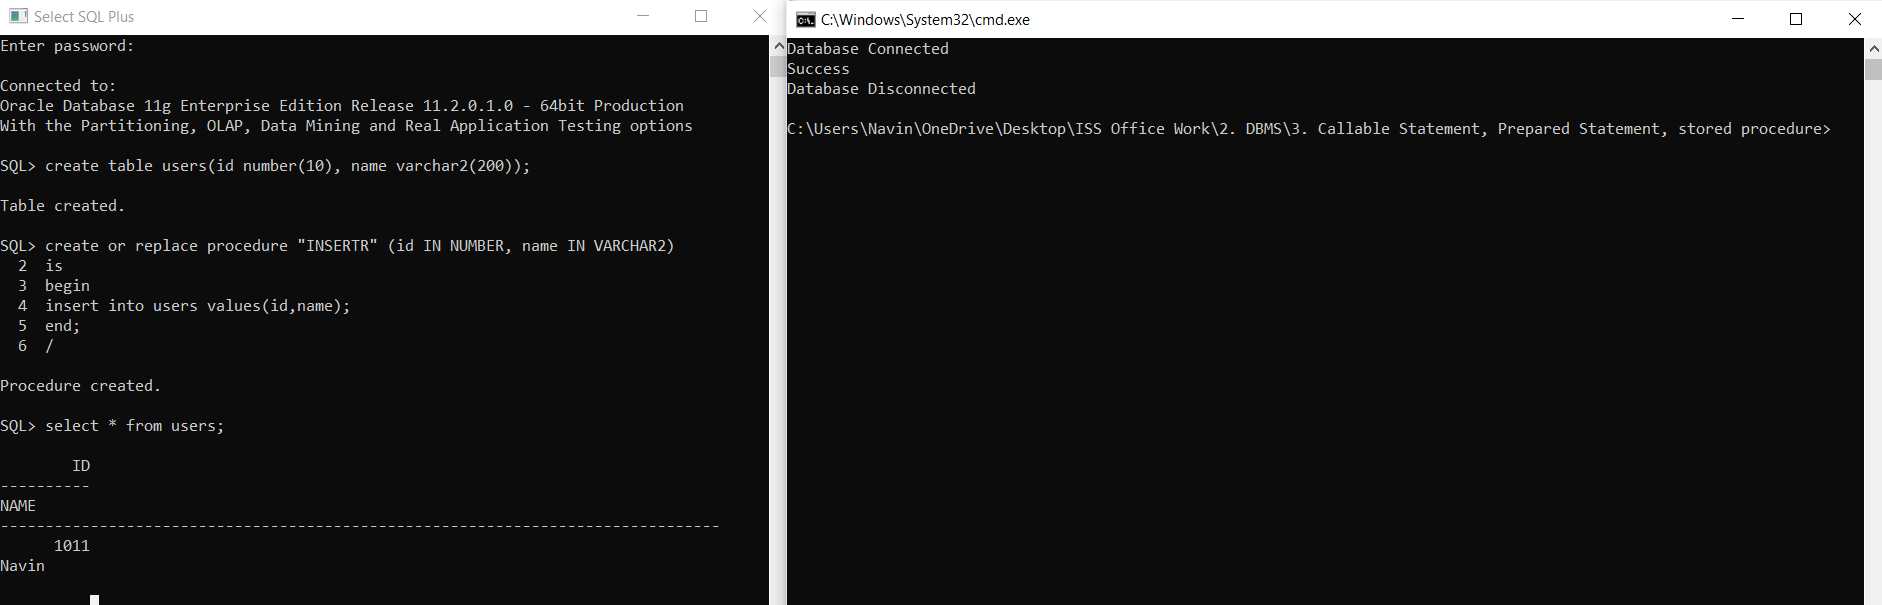 Select SQL Plus
Enter password:
Connected to:
Oracle Database 11g Enterprise Edition Release 11.2.0.1.0 - 64bit Production
With the Partitioning, OLAP, Data Mining and Real Application Testing options
SQL> create table users(id number(10), name varchar2(200));
Table created.
SQL> create or replace procedure "INSERTR" (id IN NUMBER, name IN VARCHAR2)
  2  is
  3  begin
  4  insert into users values(id,name);
  5  end;
  6  /
Procedure created.
SQL> select * from users;
        ID
----------
NAME
--------------------------------------------------------------------------------
      1011
Navin
C:\Windows\System32\cmd.exe
Database Connected
Success
Database Disconnected
C:\Users\Navin\OneDrive\Desktop\ISS Office Work\2. DBMS\3. Callable Statement, Prepared Statement, stored procedure>